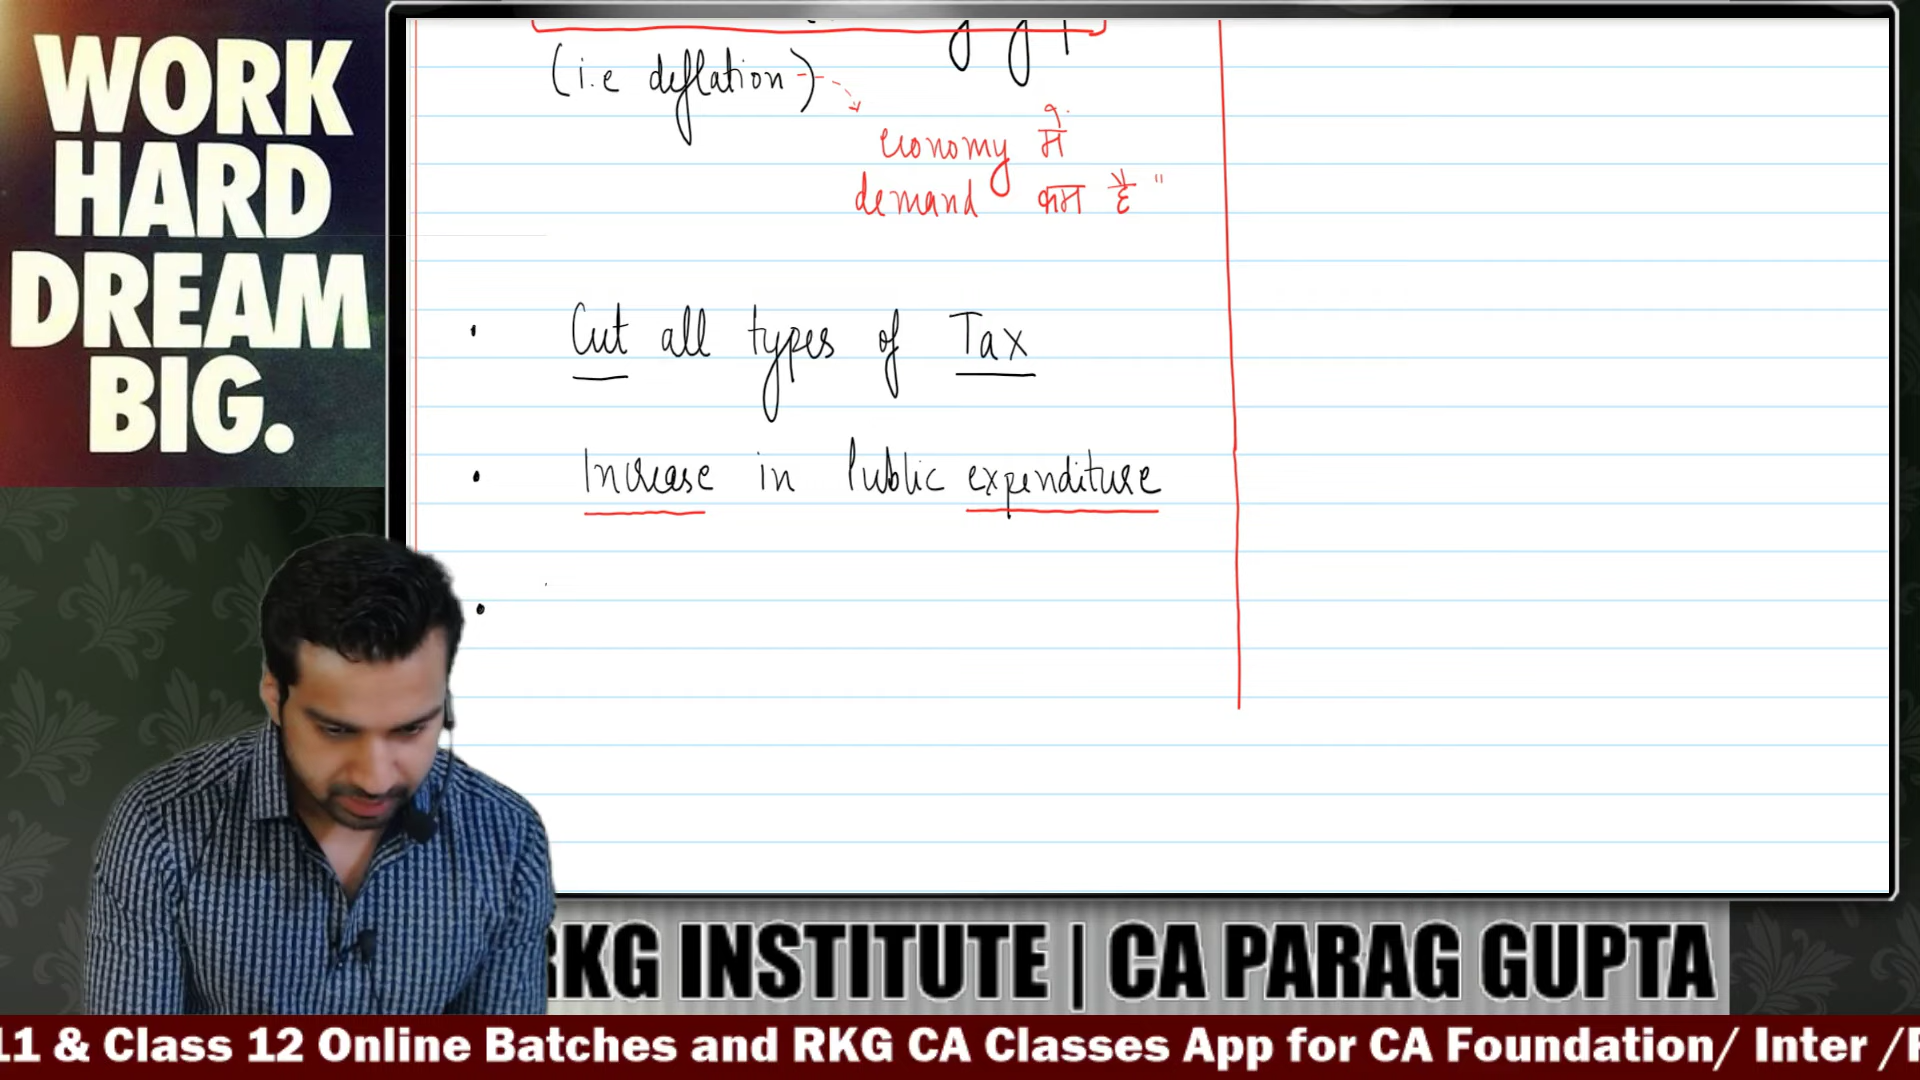 WORK
HARD
DREAM
BIG.
(i.e deflation)
economy में
demand कम है"
• Cut all types of Tax
• Increase in Public expenditure
•
RKG INSTITUTE | CA PARAG GUPTA
11 & Class 12 Online Batches and RKG CA Classes App for CA Foundation/ Inter /